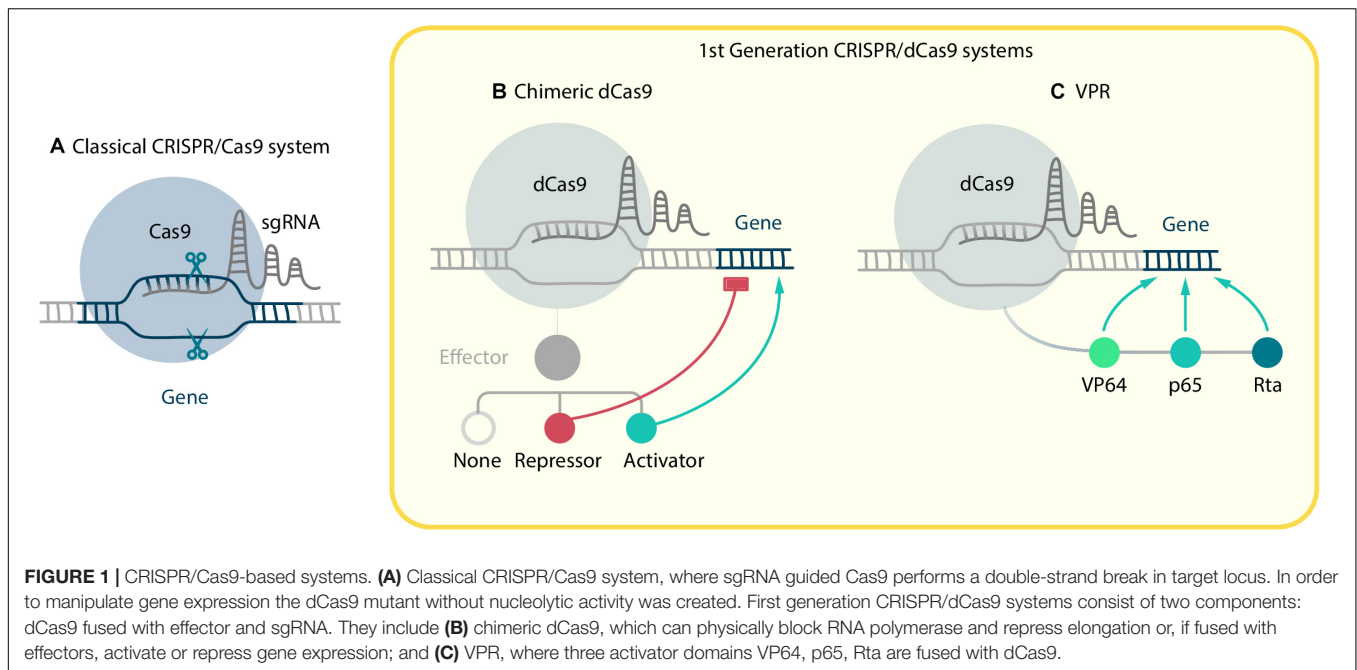 1st Generation CRISPR/dCas9 systems
A Classical CRISPR/Cas9 system
Cas9
sgRNA
Gene
B Chimeric dCas9
dCas9
Gene
Effector
None
Repressor
Activator
C VPR
dCas9
Gene
VP64
p65
Rta
FIGURE 1 | CRISPR/Cas9-based systems. (A) Classical CRISPR/Cas9 system, where sgRNA guided Cas9 performs a double-strand break in target locus. In order
to manipulate gene expression the dCas9 mutant without nucleolytic activity was created. First generation CRISPR/dCas9 systems consist of two components:
dCas9 fused with effector and sgRNA. They include (B) chimeric dCas9, which can physically block RNA polymerase and repress elongation or, if fused with
effectors, activate or repress gene expression; and (C) VPR, where three activator domains VP64, p65, Rta are fused with dCas9.